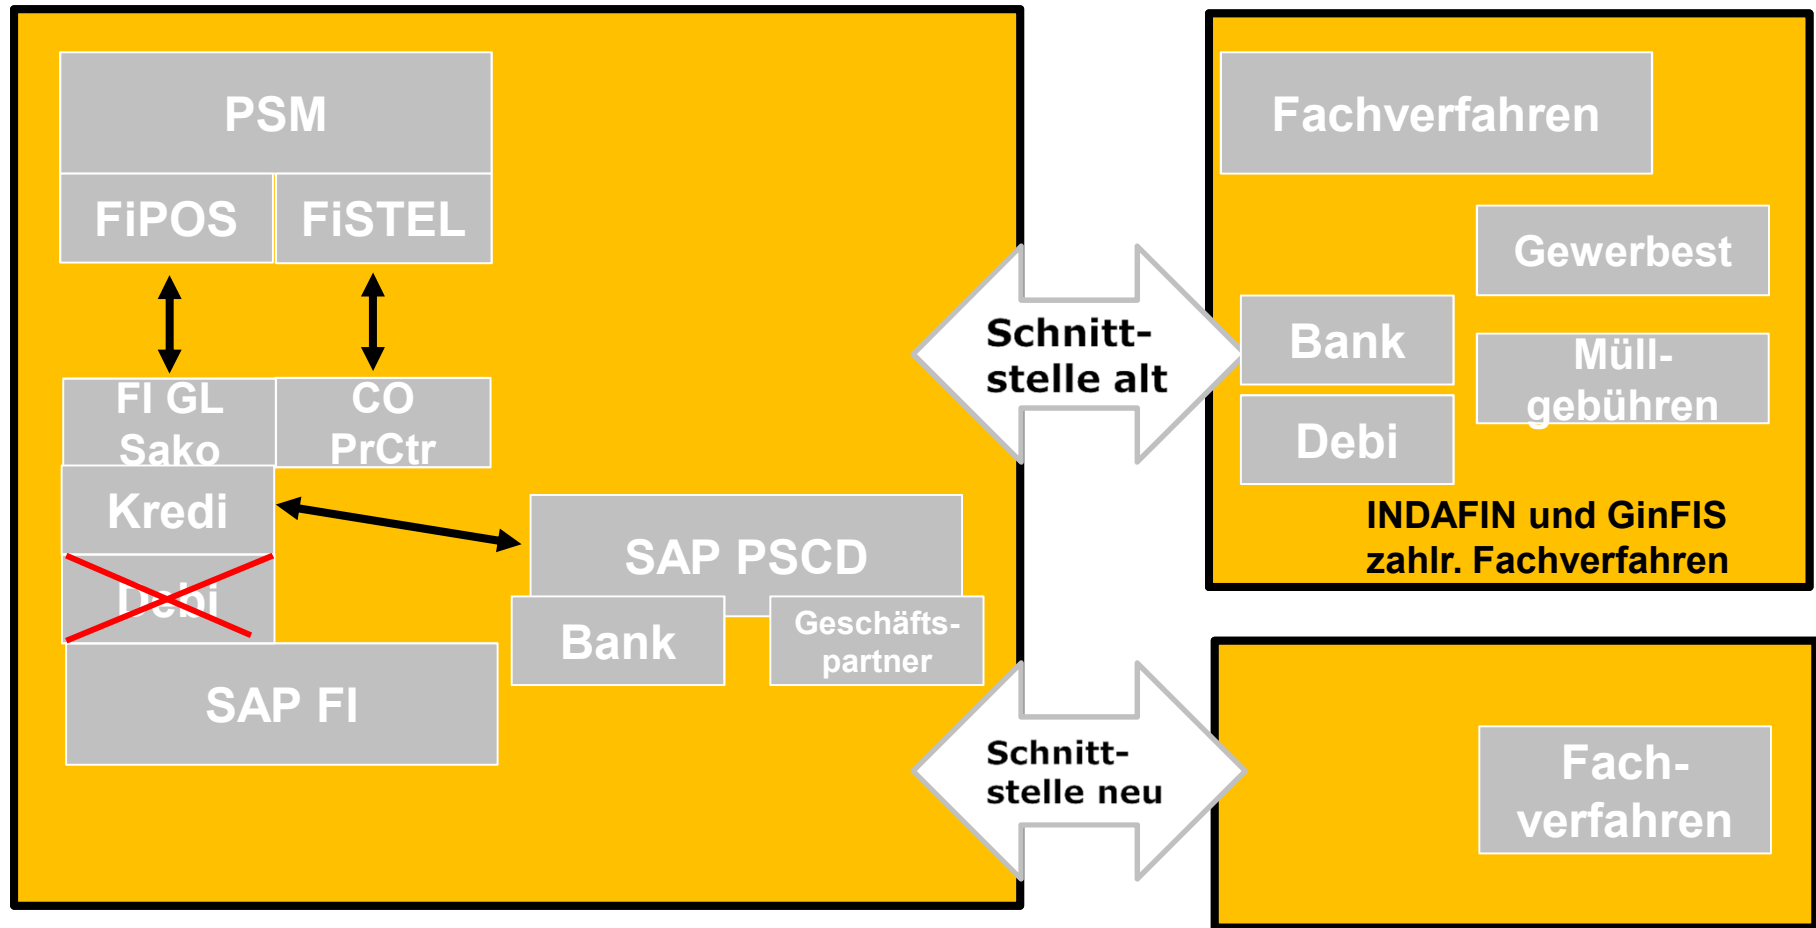 PSM
FiPOS
FiSTEL
FI GL
Sako
CO
PrCtr
Kredi
Debi
SAP FI
SAP PSCD
Bank
Geschäfts-
partner
Schnitt-
stelle alt
Schnitt-
stelle neu
Fachverfahren
Gewerbest
Bank
Müll-
gebühren
Debi
INDAFIN und GinFIS
zahlr. Fachverfahren
Fach-
verfahren